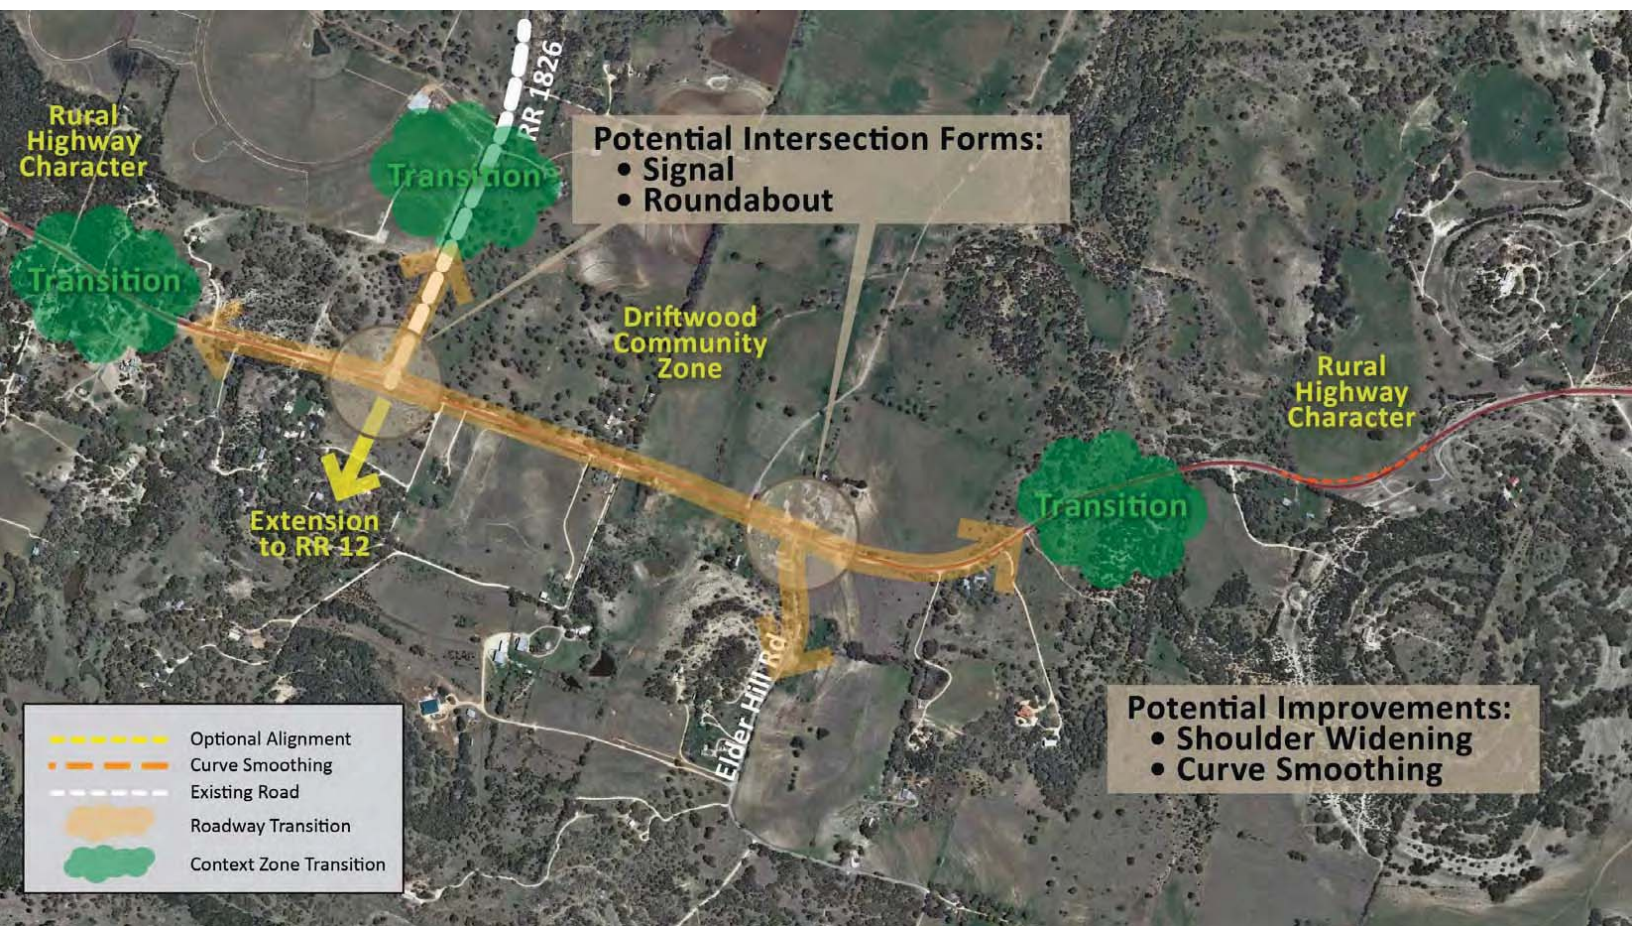 RR 1826
Rural
Highway
Character
Potential Intersection Forms:
• Signal
• Roundabout
Transition
Transition
Driftwood
Community
Zone
Rural
Highway
Character
Transition
Extension
to RR 12
Elder Hill Rd
Potential Improvements:
• Shoulder Widening
• Curve Smoothing
Optional Alignment
Curve Smoothing
Existing Road
Roadway Transition
Context Zone Transition